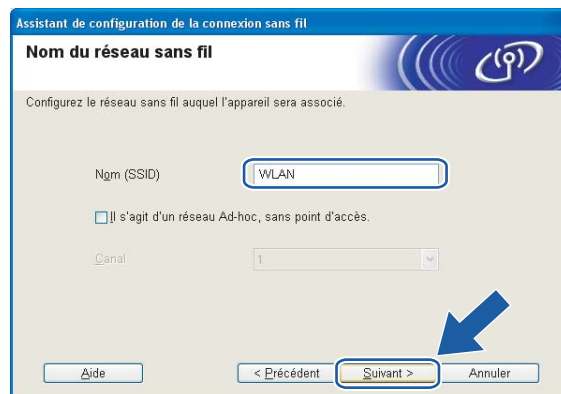 Assistant de configuration de la connexion sans fil
Nom du réseau sans fil
Configurez le réseau sans fil auquel l'appareil sera associé.
Nom (SSID) WLAN
Il s'agit d'un réseau Ad-hoc, sans point d'accès.
Canal 1
Aide < Précédent Suivant > Annuler